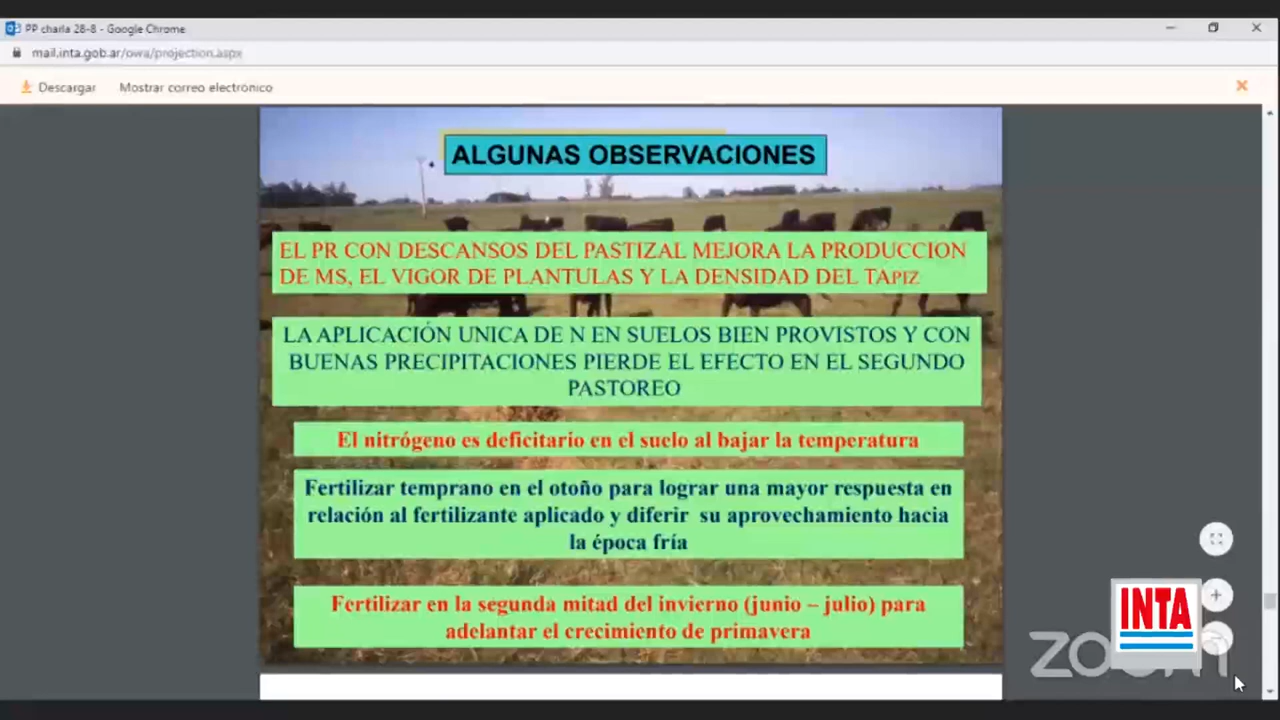 PP charla 28-8 - Google Chrome
mail.inta.gob.ar/owa/projection.aspx
Descargar Mostrar correo electrónico
ALGUNAS OBSERVACIONES
EL PR CON DESCANSOS DEL PASTIZAL MEJORA LA PRODUCCION
DE MS, EL VIGOR DE PLANTULAS Y LA DENSIDAD DEL TAPIZ
LA APLICACIÓN UNICA DE N EN SUELOS BIEN PROVISTOS Y CON
BUENAS PRECIPITACIONES PIERDE EL EFECTO EN EL SEGUNDO
PASTOREO
El nitrógeno es deficitario en el suelo al bajar la temperatura
Fertilizar temprano en el otoño para lograr una mayor respuesta en
relación al fertilizante aplicado y diferir su aprovechamiento hacia
la época fría
Fertilizar en la segunda mitad del invierno (junio – julio) para
adelantar el crecimiento de primavera
INTA
zoom